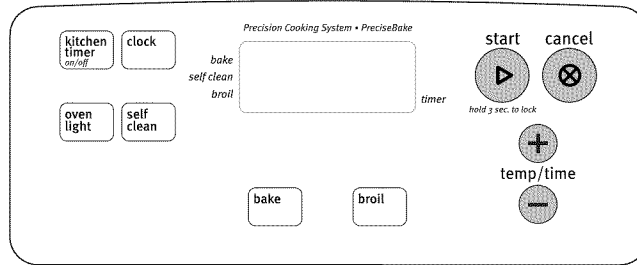 Precision Cooking System • PreciseBake
kitchen
timer
on/off
clock
oven
light
self
clean
bake
self clean
broil
timer
bake
broil
start
cancel
hold 3 sec. to lock
temp/time